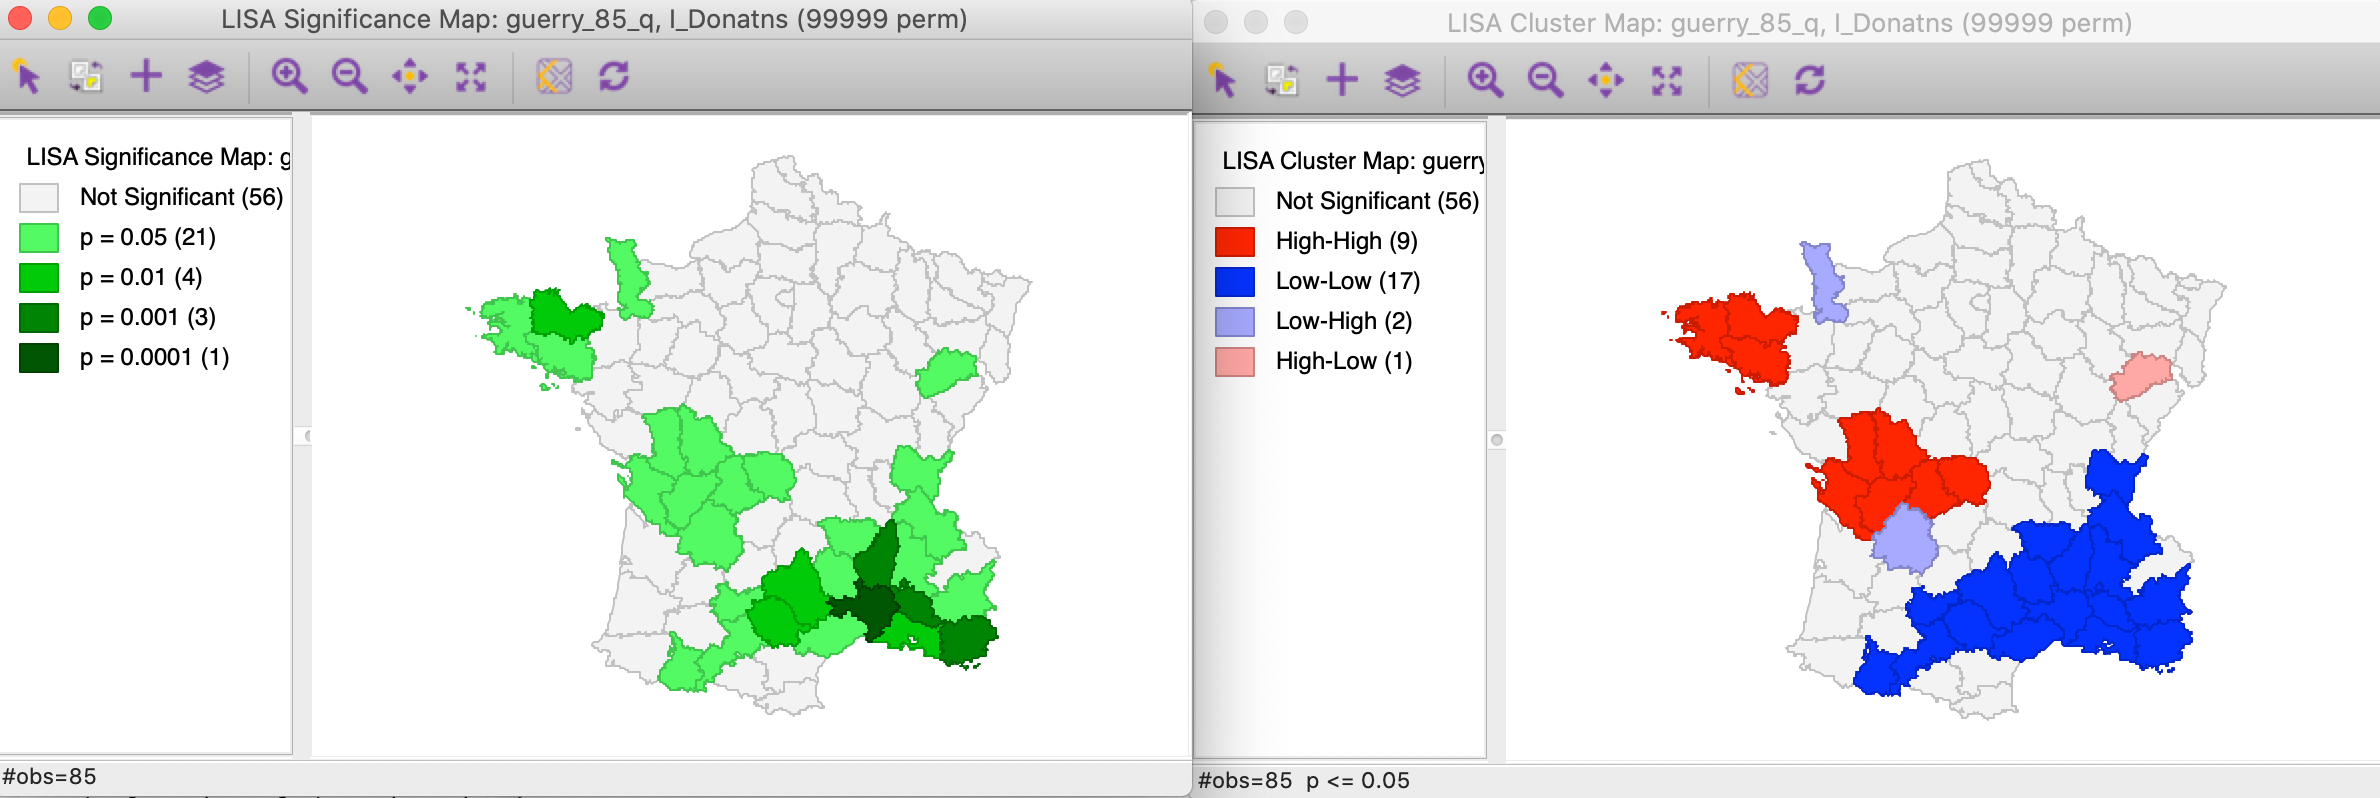 LISA Significance Map: guerry_85_q, I_Donatns (99999 perm)
LISA Significance Map: g
Not Significant (56)
p = 0.05 (21)
p = 0.01 (4)
p = 0.001 (3)
p = 0.0001 (1)
#obs=85
LISA Cluster Map: guerry_85_q, I_Donatns (99999 perm)
LISA Cluster Map: guerry
Not Significant (56)
High-High (9)
Low-Low (17)
Low-High (2)
High-Low (1)
#obs=85 p <= 0.05